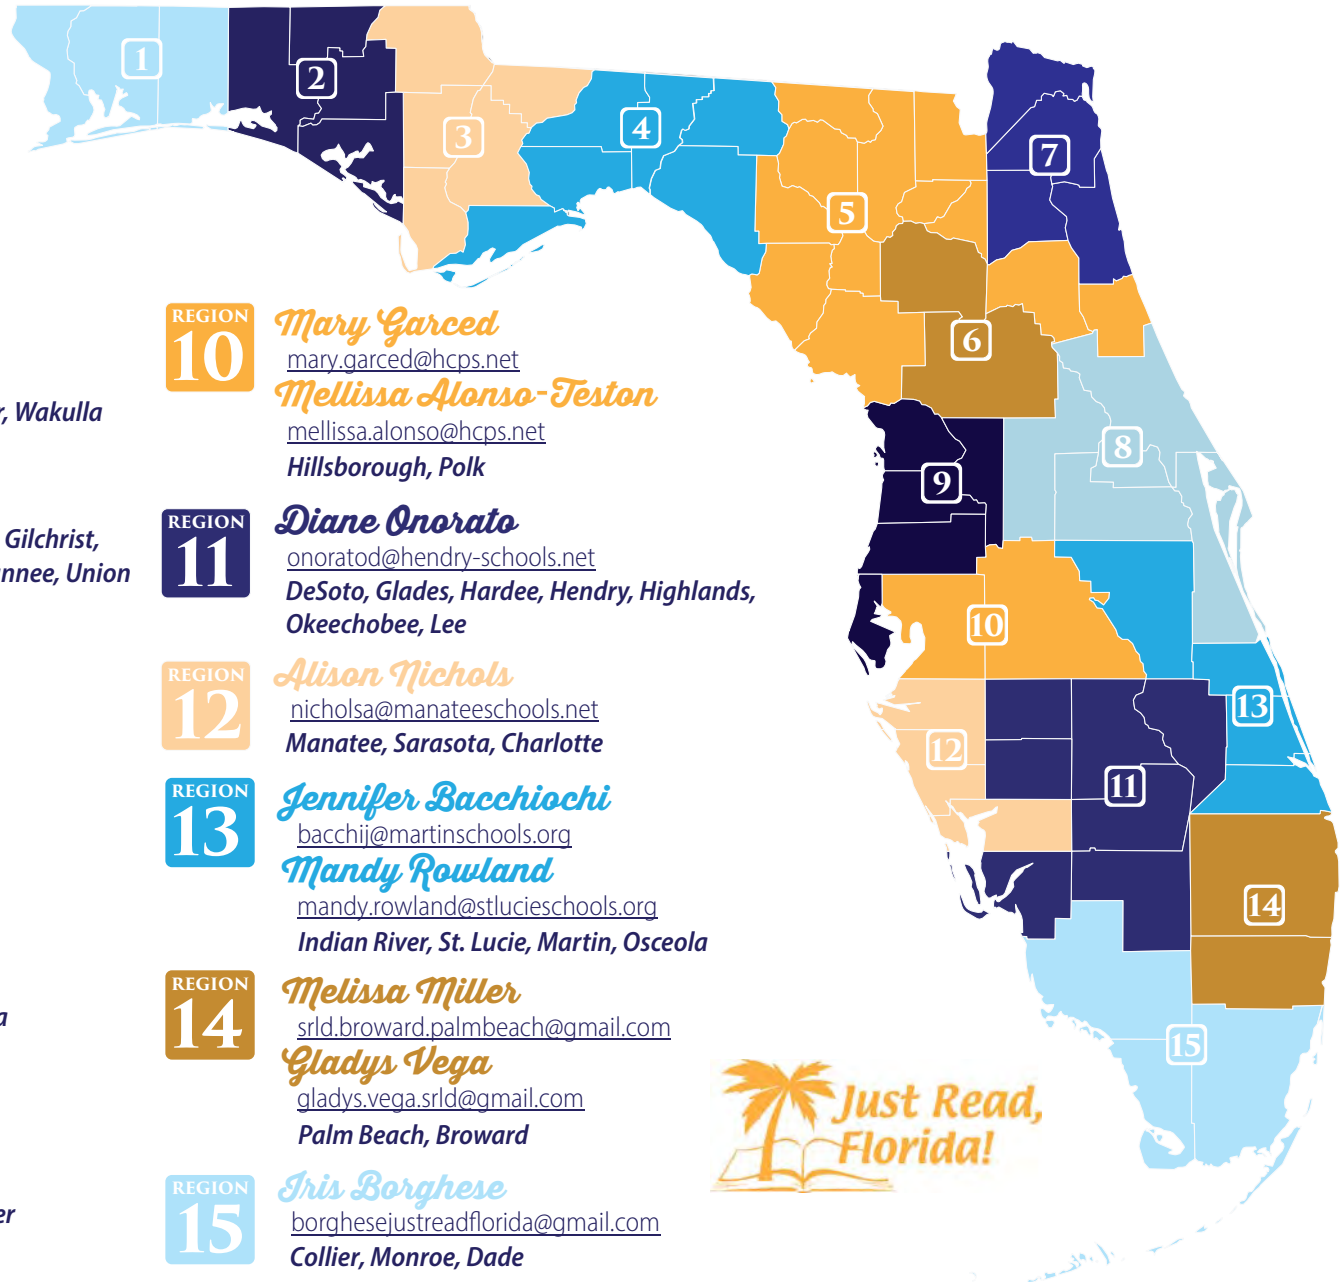 1
2
3
4
5
6
7
8
9
10
11
12
13
14
15
r, Wakulla
Gilchrist,
nnee, Union
a
er
REGION
10
Mary Garced
mary.garced@hcps.net
Mellissa Alonso-Teston
mellissa.alonso@hcps.net
Hillsborough, Polk
REGION
11
Diane Onorato
onoratod@hendry-schools.net
DeSoto, Glades, Hardee, Hendry, Highlands,
Okeechobee, Lee
REGION
12
Alison Nichols
nicholsa@manateeschools.net
Manatee, Sarasota, Charlotte
REGION
13
Jennifer Bacchiochi
bacchij@martinschools.org
Mandy Rowland
mandy.rowland@stlucieschools.org
Indian River, St. Lucie, Martin, Osceola
REGION
14
Melissa Miller
srld.broward.palmbeach@gmail.com
Gladys Vega
gladys.vega.srld@gmail.com
Palm Beach, Broward
REGION
15
Iris Borghese
borghesejustreadflorida@gmail.com
Collier, Monroe, Dade
Just Read,
Florida!